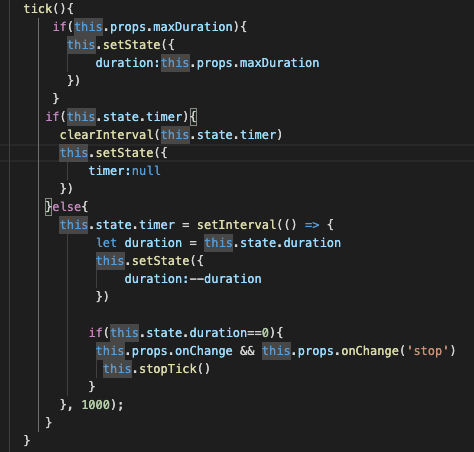 tick(){
if(this.props.maxDuration){
this.setState({
duration:this.props.maxDuration
})
}
if(this.state.timer){
clearInterval(this.state.timer)
this.setState({
timer:null
})
}else{
this.state.timer = setInterval(() => {
let duration = this.state.duration
this.setState({
duration:--duration
})
if(this.state.duration==0){
this.props.onChange && this.props.onChange('stop')
this.stopTick()
}
}, 1000);
}
}